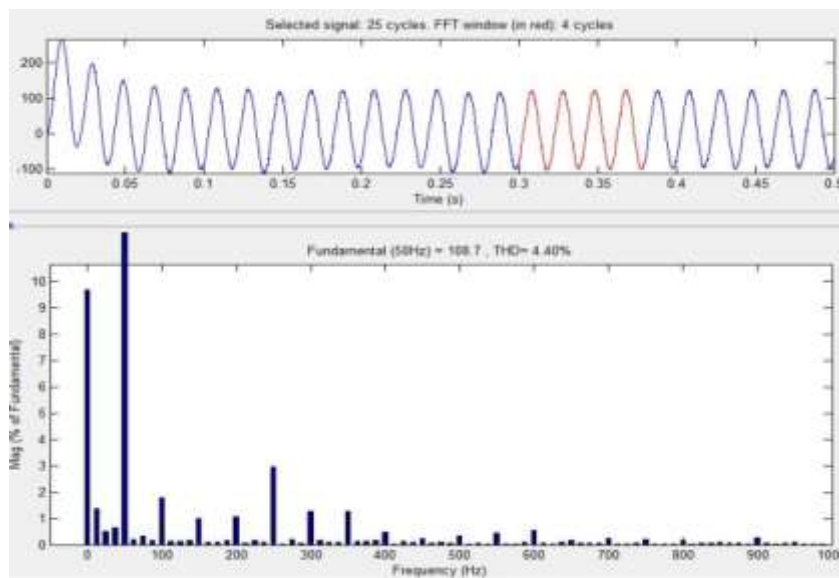 Selected signal: 25 cycles. FFT window (in red): 4 cycles
200
100
0
-100
0 0.05 0.1 0.15 0.2 0.25 0.3 0.35 0.4 0.45 0.5
Time (s)
Fundamental (50Hz) = 108.7 , THD= 4.40%
10
9
8
7
6
5
4
3
2
1
0
Mag (% of Fundamental)
0 100 200 300 400 500 600 700 800 900 1000
Frequency (Hz)